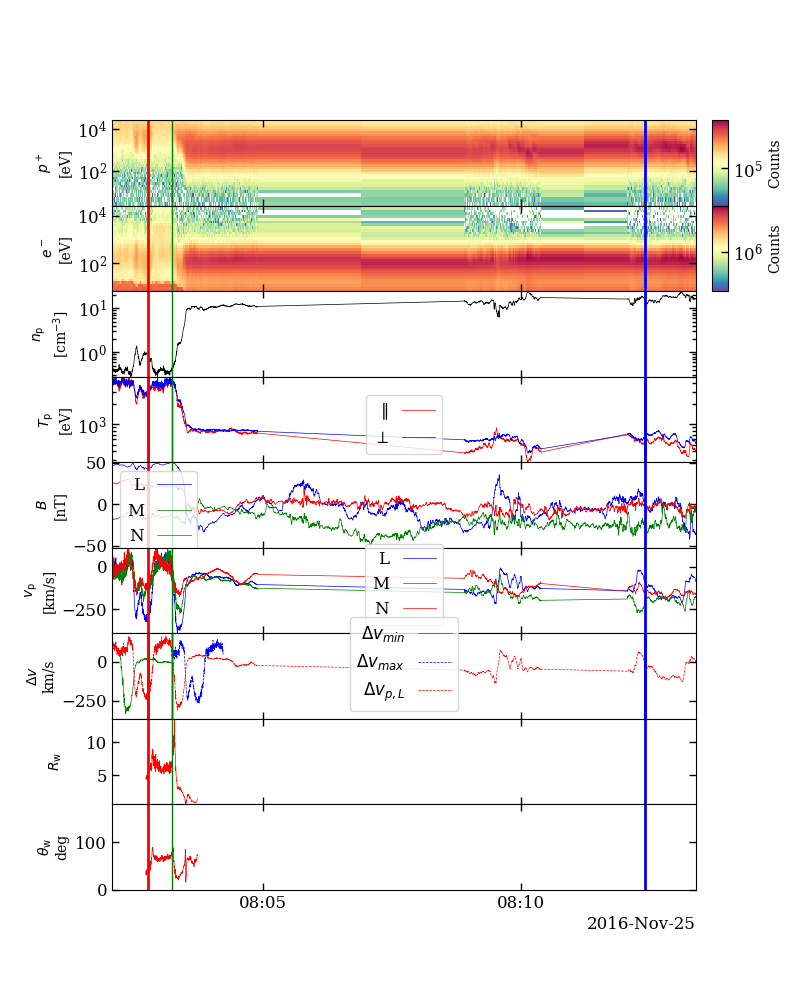 10⁴
p⁺
[eV]
10²
10⁵
Counts
10⁴
e⁻
[eV]
10²
10⁶
Counts
10¹
n_p
[cm⁻³]
10⁰
T_p
[eV]
10³
∥
⊥
50
B
[nT]
0
−50
L
M
N
0
v_p
[km/s]
−250
L
M
N
0
Δv
km/s
−250
Δv_min
Δv_max
Δv_p,L
10
R_w
5
100
θ_w
deg
0
08:05
08:10
2016-Nov-25